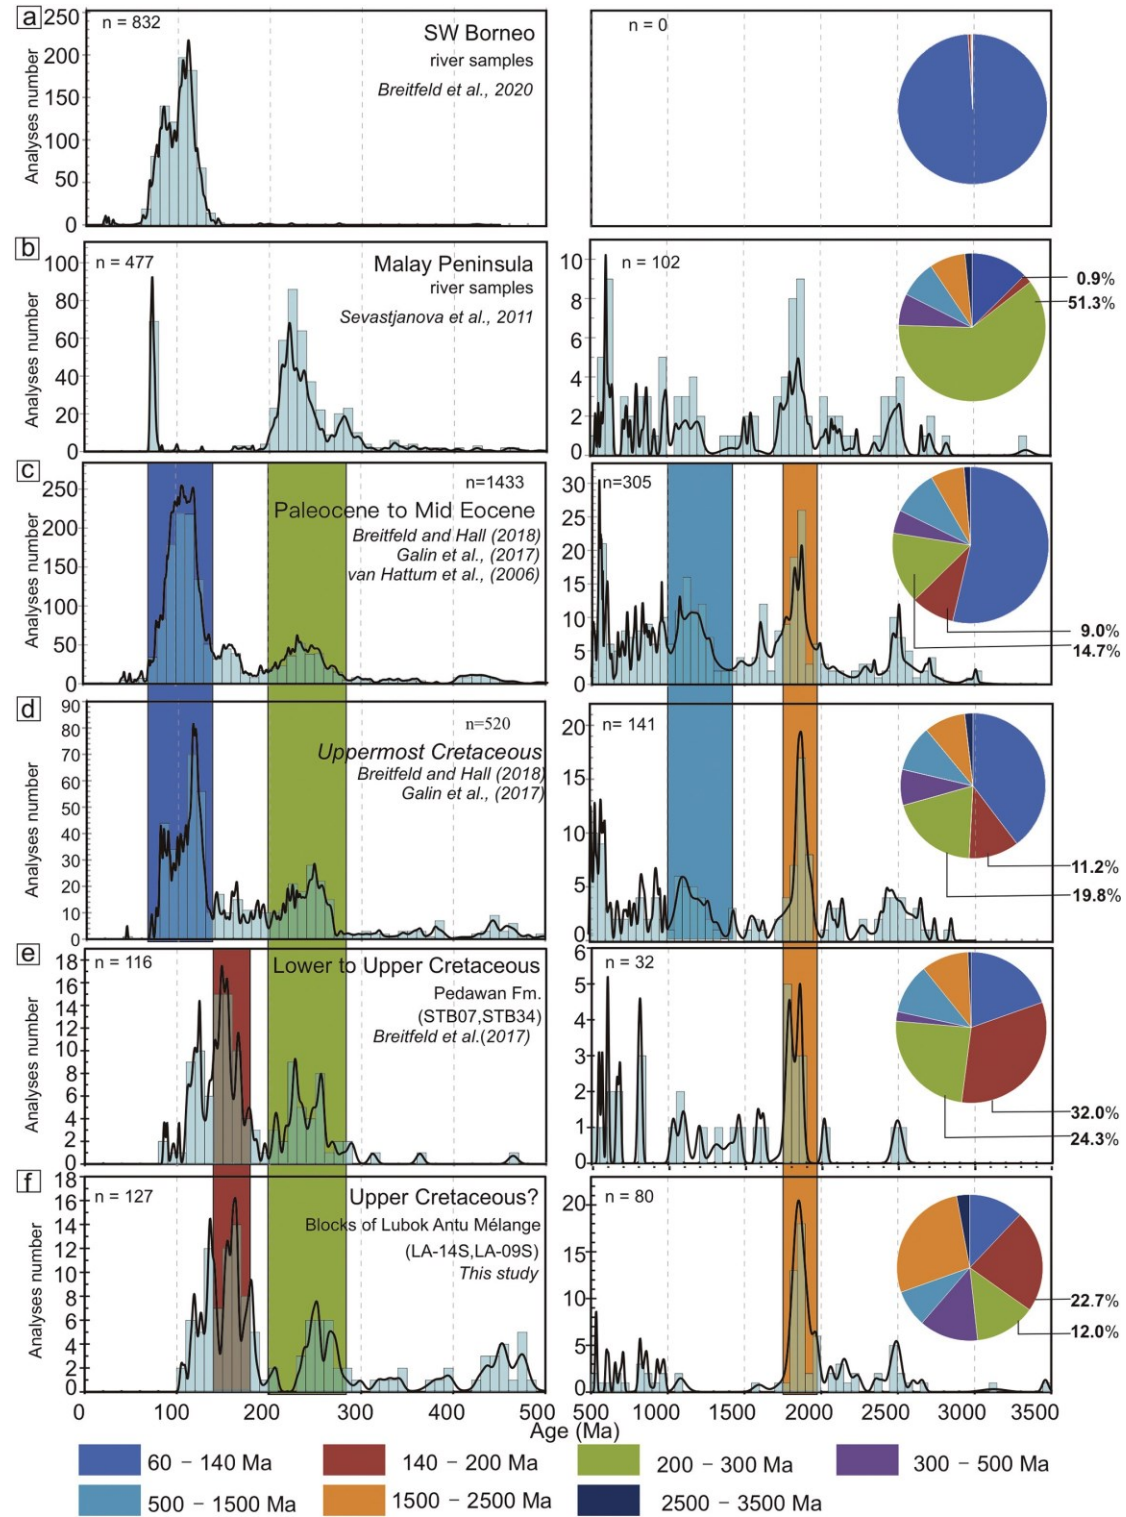 a
n = 832
SW Borneo
river samples
Breitfeld et al., 2020
Analyses number
250
200
150
100
50
0
n = 0
b
n = 477
Malay Peninsula
river samples
Sevastjanova et al., 2011
Analyses number
100
80
60
40
20
0
n = 102
10
8
6
4
2
0
0.9%
51.3%
c
n=1433
Paleocene to Mid Eocene
Breitfeld and Hall (2018)
Galin et al., (2017)
van Hattum et al., (2006)
Analyses number
250
200
150
100
50
0
n=305
30
25
20
15
10
5
0
9.0%
14.7%
d
n=520
Uppermost Cretaceous
Breitfeld and Hall (2018)
Galin et al., (2017)
Analyses number
90
80
70
60
50
40
30
20
10
0
n= 141
20
15
10
5
0
11.2%
19.8%
e
n = 116
Lower to Upper Cretaceous
Pedawan Fm.
(STB07,STB34)
Breitfeld et al.(2017)
Analyses number
18
16
14
12
10
8
6
4
2
0
n = 32
6
5
4
3
2
1
0
32.0%
24.3%
f
n = 127
Upper Cretaceous?
Blocks of Lubok Antu Mélange
(LA-14S,LA-09S)
This study
Analyses number
18
16
14
12
10
8
6
4
2
0
n = 80
20
15
10
5
0
22.7%
12.0%
0 100 200 300 400 500
500 1000 1500 2000 2500 3000 3500
Age (Ma)
60 – 140 Ma
140 – 200 Ma
200 – 300 Ma
300 – 500 Ma
500 – 1500 Ma
1500 – 2500 Ma
2500 – 3500 Ma